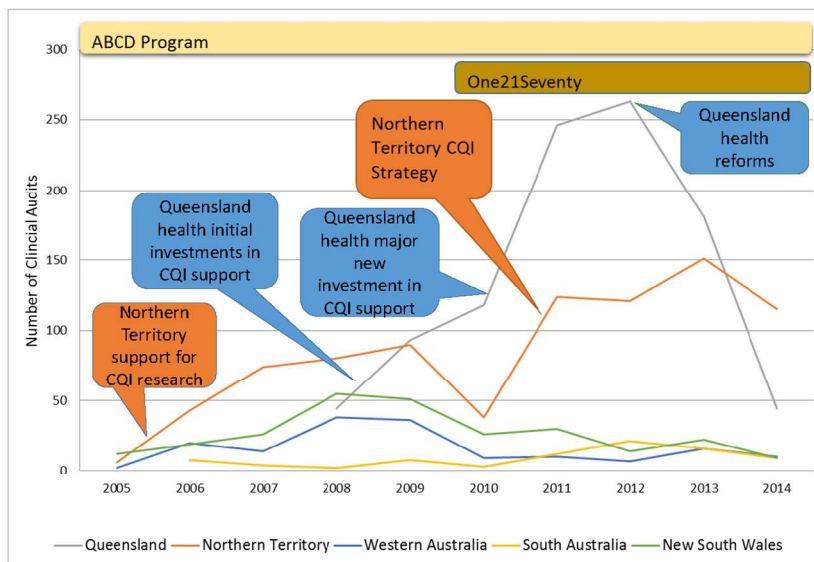 ABCD Program
One21Seventy
300
250
200
150
100
50
0
Number of Clincial Audits
Northern
Territory CQI
Strategy
Queensland
health
reforms
Queensland
health initial
investments in
CQI support
Queensland
health major
new
investment in
CQI support
Northern
Territory
support for
CQI research
2005 2006 2007 2008 2009 2010 2011 2012 2013 2014
Queensland Northern Territory Western Australia South Australia New South Wales